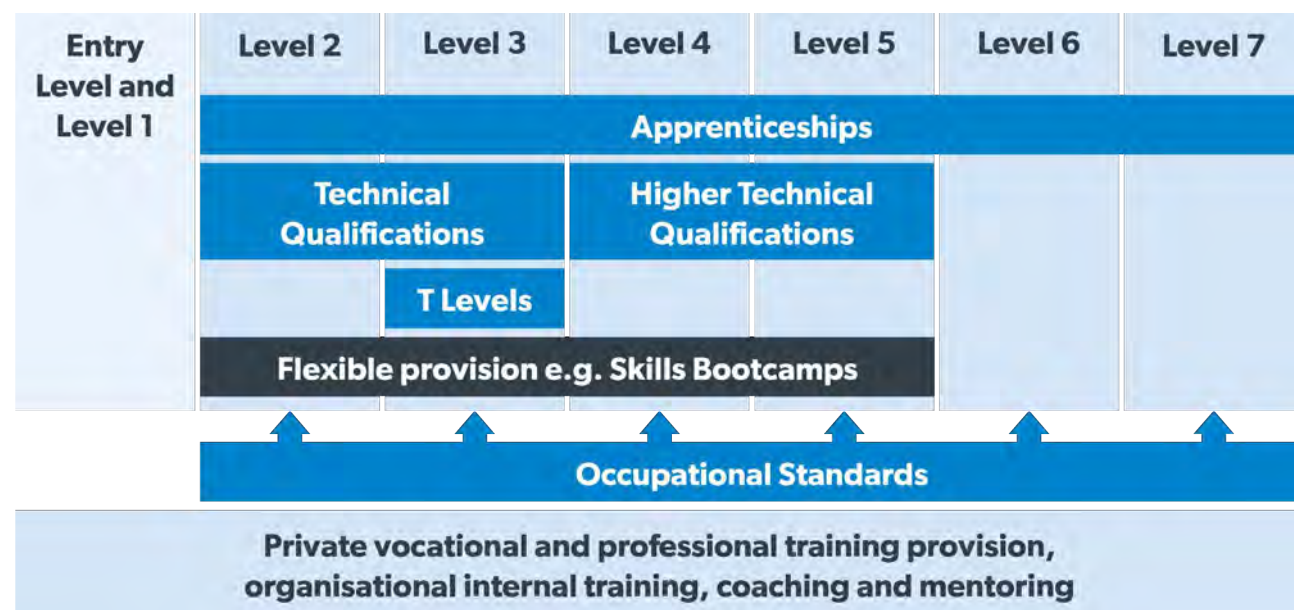 Entry
Level and
Level 1
Level 2
Level 3
Level 4
Level 5
Level 6
Level 7
Apprenticeships
Technical
Qualifications
Higher Technical
Qualifications
T Levels
Flexible provision e.g. Skills Bootcamps
Occupational Standards
Private vocational and professional training provision,
organisational internal training, coaching and mentoring